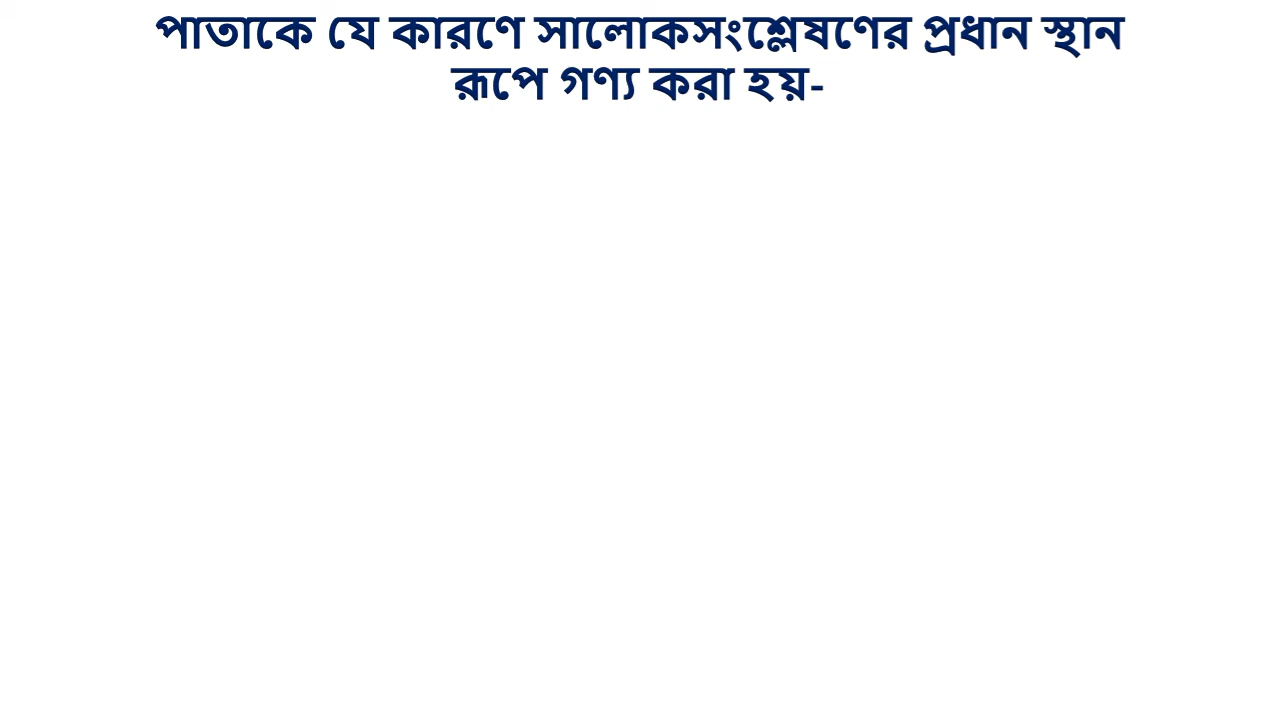 পাতাকে যে কারণে সালোকসংশ্লেষণের প্রধান স্থান
রূপে গণ্য করা হয়-